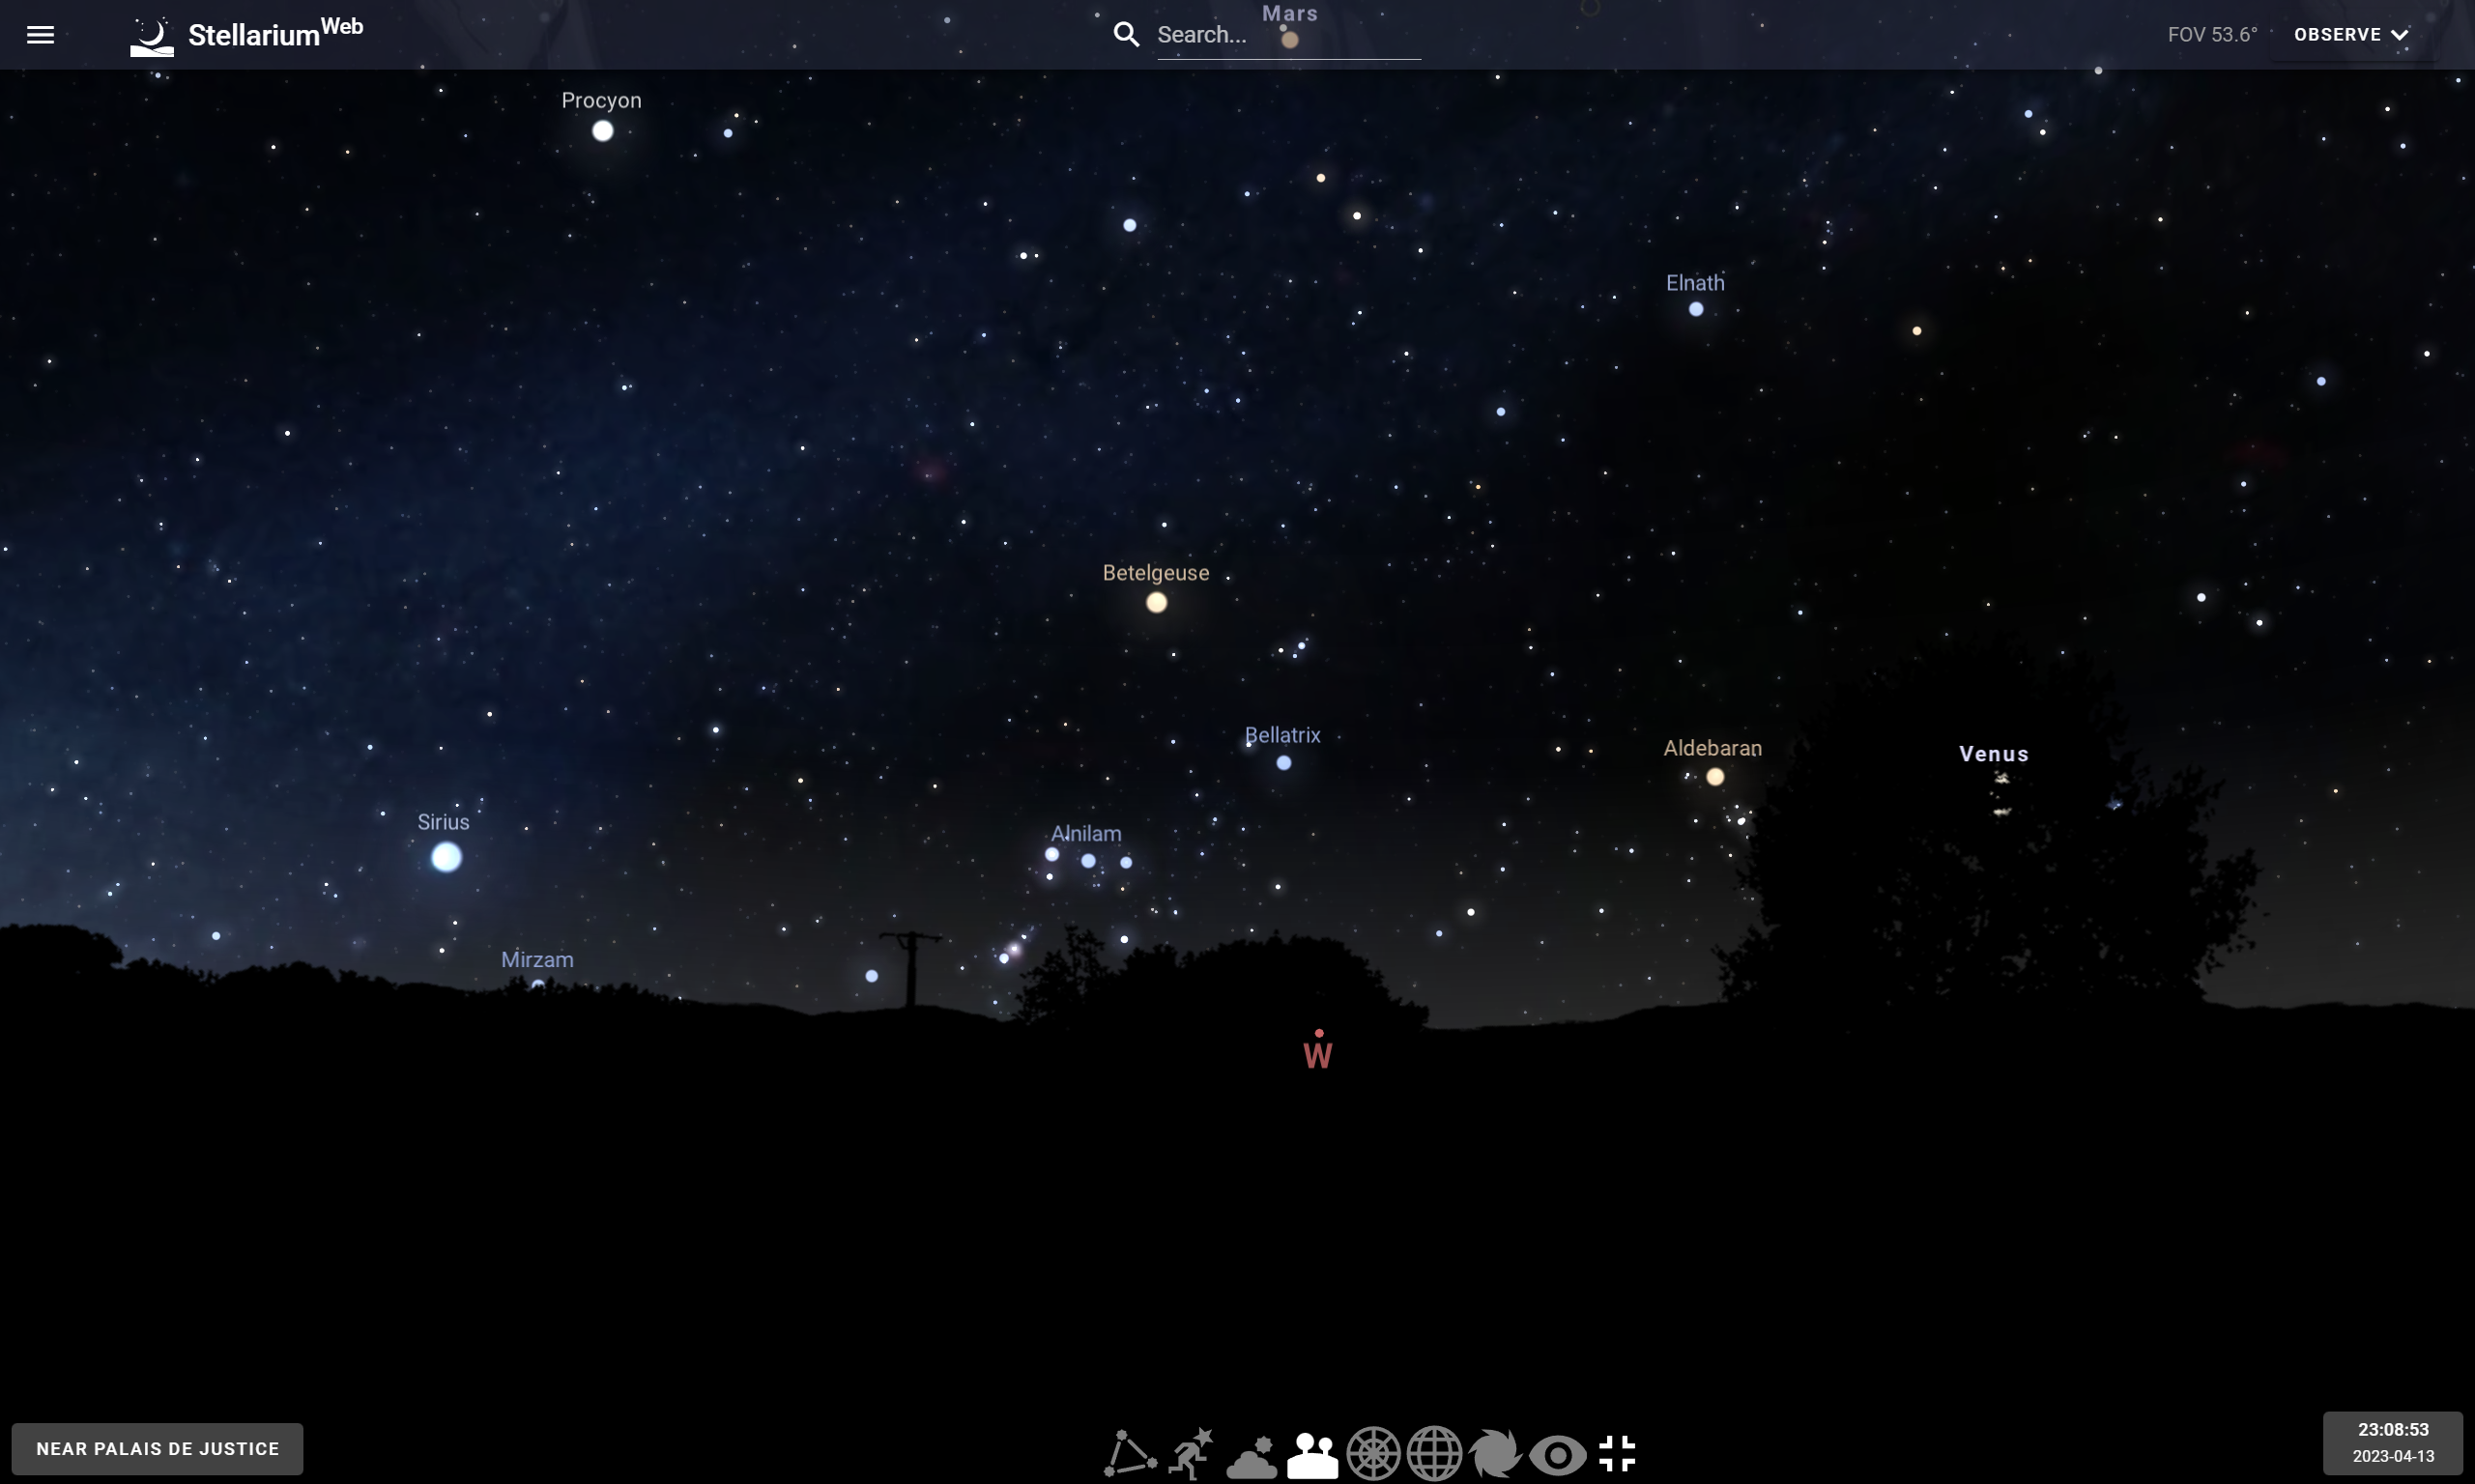 StellariumWeb
Search...
Mars
FOV 53.6°
OBSERVE
Procyon
Elnath
Betelgeuse
Bellatrix
Aldebaran
Venus
Sirius
Alnilam
Mirzam
W
NEAR PALAIS DE JUSTICE
23:08:53
2023-04-13